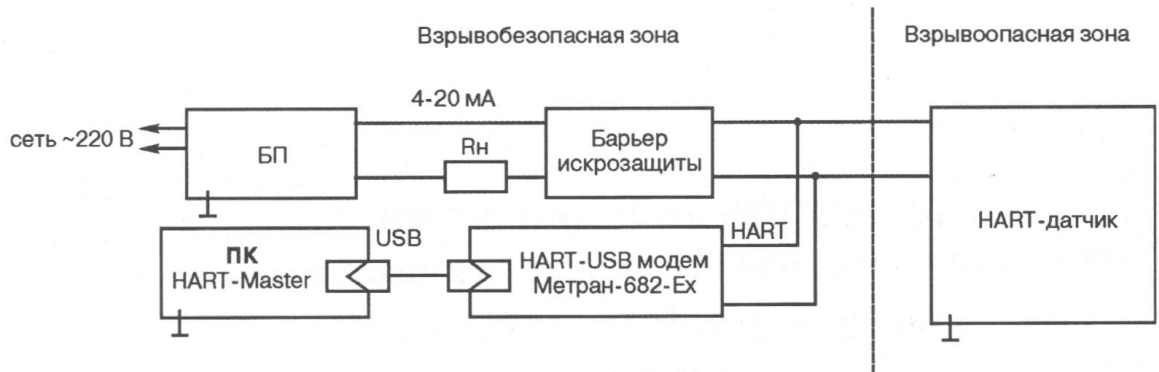 Взрывобезопасная зона
Взрывоопасная зона
4-20 мА
сеть ~220 В
БП
Rн
Барьер
искрозащиты
HART-датчик
USB
HART
ПК
HART-Master
HART-USB модем
Метран-682-Ex